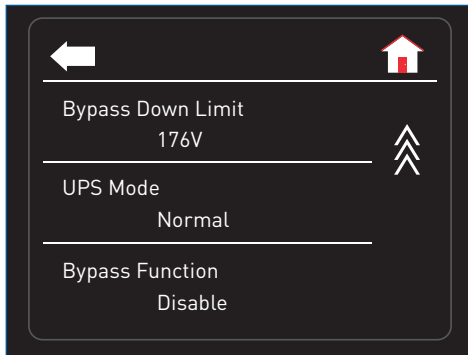 Bypass Down Limit
176V
UPS Mode
Normal
Bypass Function
Disable